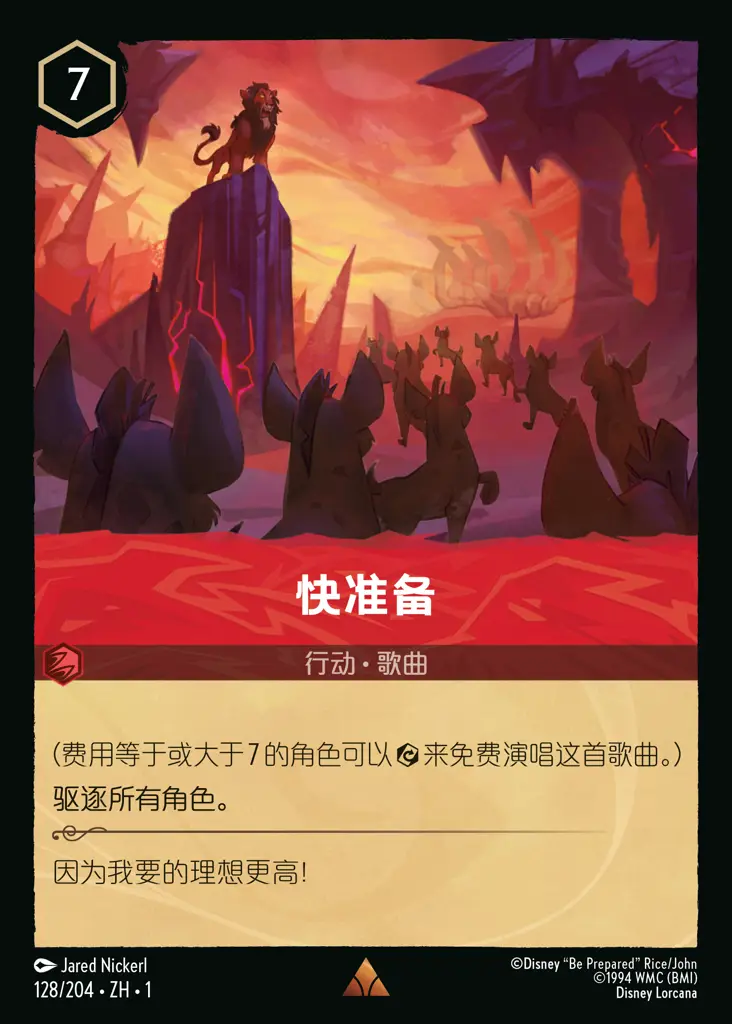 7
快准备
行动・歌曲
(费用等于或大于7的角色可以来免费演唱这首歌曲。)
驱逐所有角色。
因为我要的理想更高!
Jared Nickerl
128/204 • ZH • 1
©Disney “Be Prepared” Rice/John
©1994 WMC (BMI)
Disney Lorcana